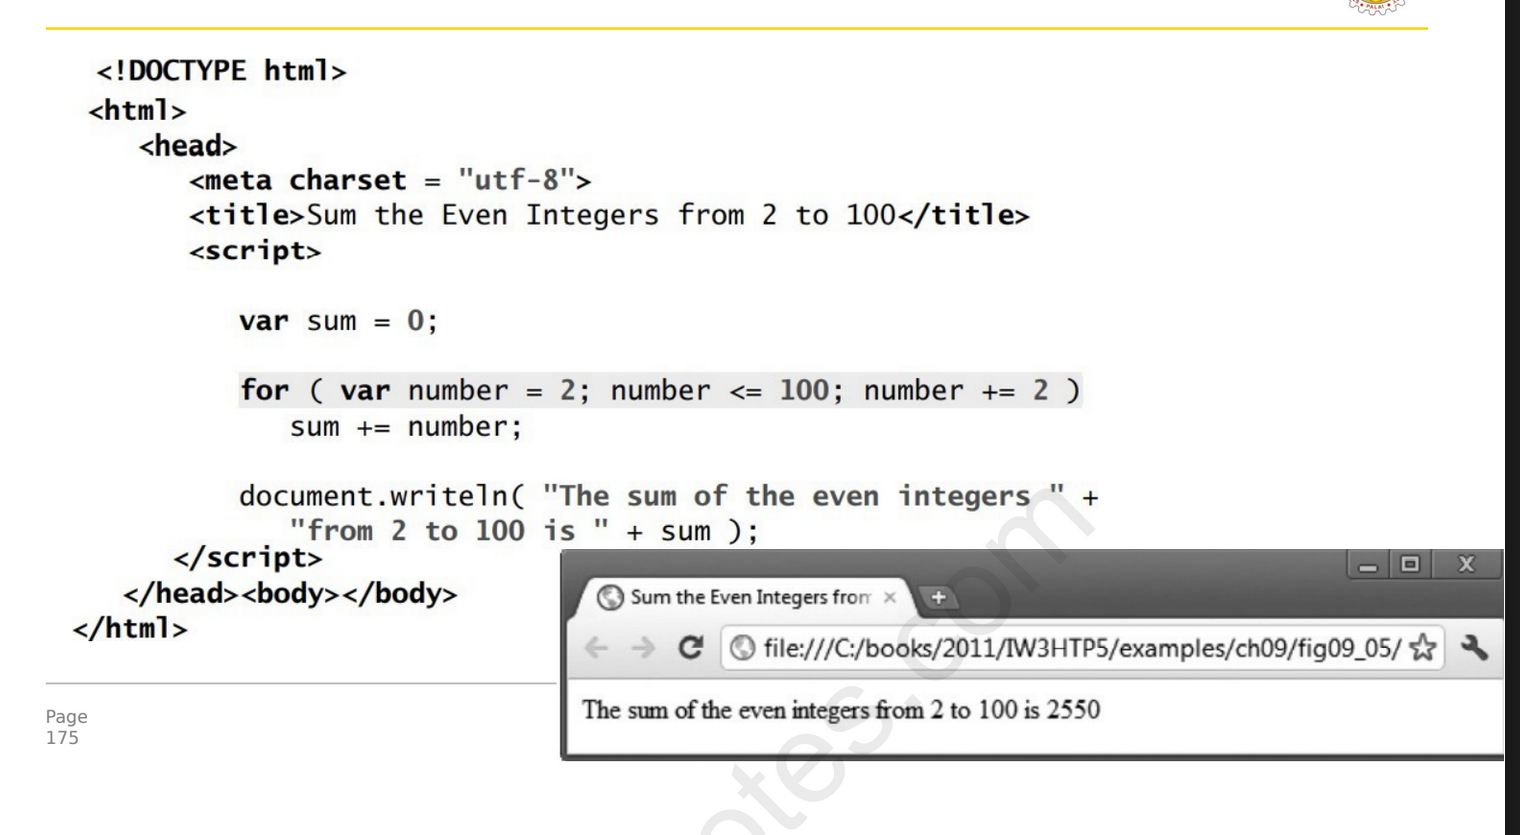 PALAI
<!DOCTYPE html>
<html>
<head>
<meta charset = "utf-8">
<title>Sum the Even Integers from 2 to 100</title>
<script>
var sum = 0;
for ( var number = 2; number <= 100; number += 2 )
sum += number;
document.writeln( "The sum of the even integers " +
"from 2 to 100 is " + sum );
</script>
</head><body></body>
</html>
Sum the Even Integers from
file:///C:/books/2011/IW3HTP5/examples/ch09/fig09_05/
The sum of the even integers from 2 to 100 is 2550
Page
175
otes.com